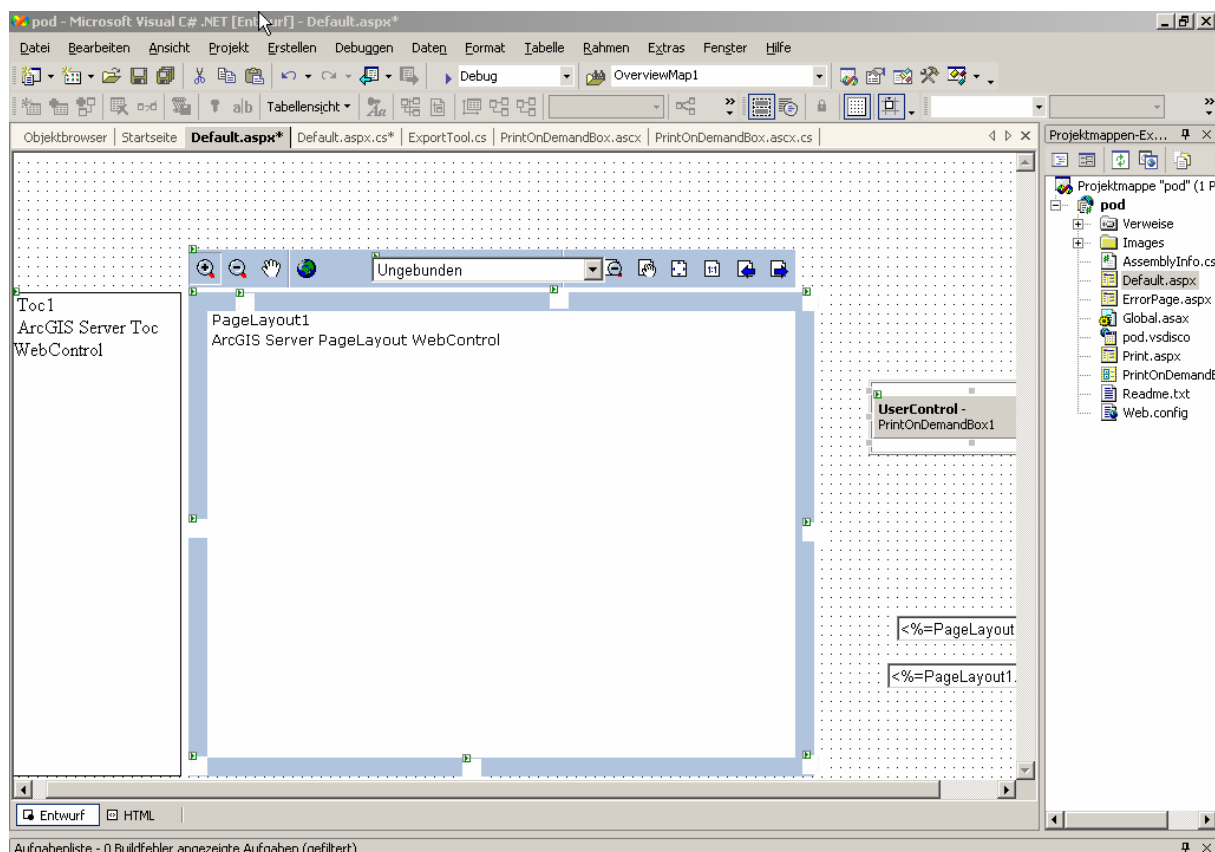 pod - Microsoft Visual C# .NET [Entwurf] - Default.aspx*
Datei Bearbeiten Ansicht Projekt Erstellen Debuggen Daten Format Tabelle Rahmen Extras Fenster Hilfe
Debug OverviewMap1
a|b Tabellensicht
Objektbrowser Startseite Default.aspx* Default.aspx.cs* ExportTool.cs PrintOnDemandBox.ascx PrintOnDemandBox.ascx.cs
Projektmappen-Ex...
Projektmappe "pod" (1 P
pod
Verweise
Images
AssemblyInfo.cs
Default.aspx
ErrorPage.aspx
Global.asax
pod.vsdisco
Print.aspx
PrintOnDemandB
Readme.txt
Web.config
Ungebunden
1:1
Toc1
ArcGIS Server Toc
WebControl
PageLayout1
ArcGIS Server PageLayout WebControl
UserControl -
PrintOnDemandBox1
<%=PageLayout
<%=PageLayout1.
Entwurf HTML
Aufgabenliste - 0 Buildfehler angezeigte Aufgaben (gefiltert)